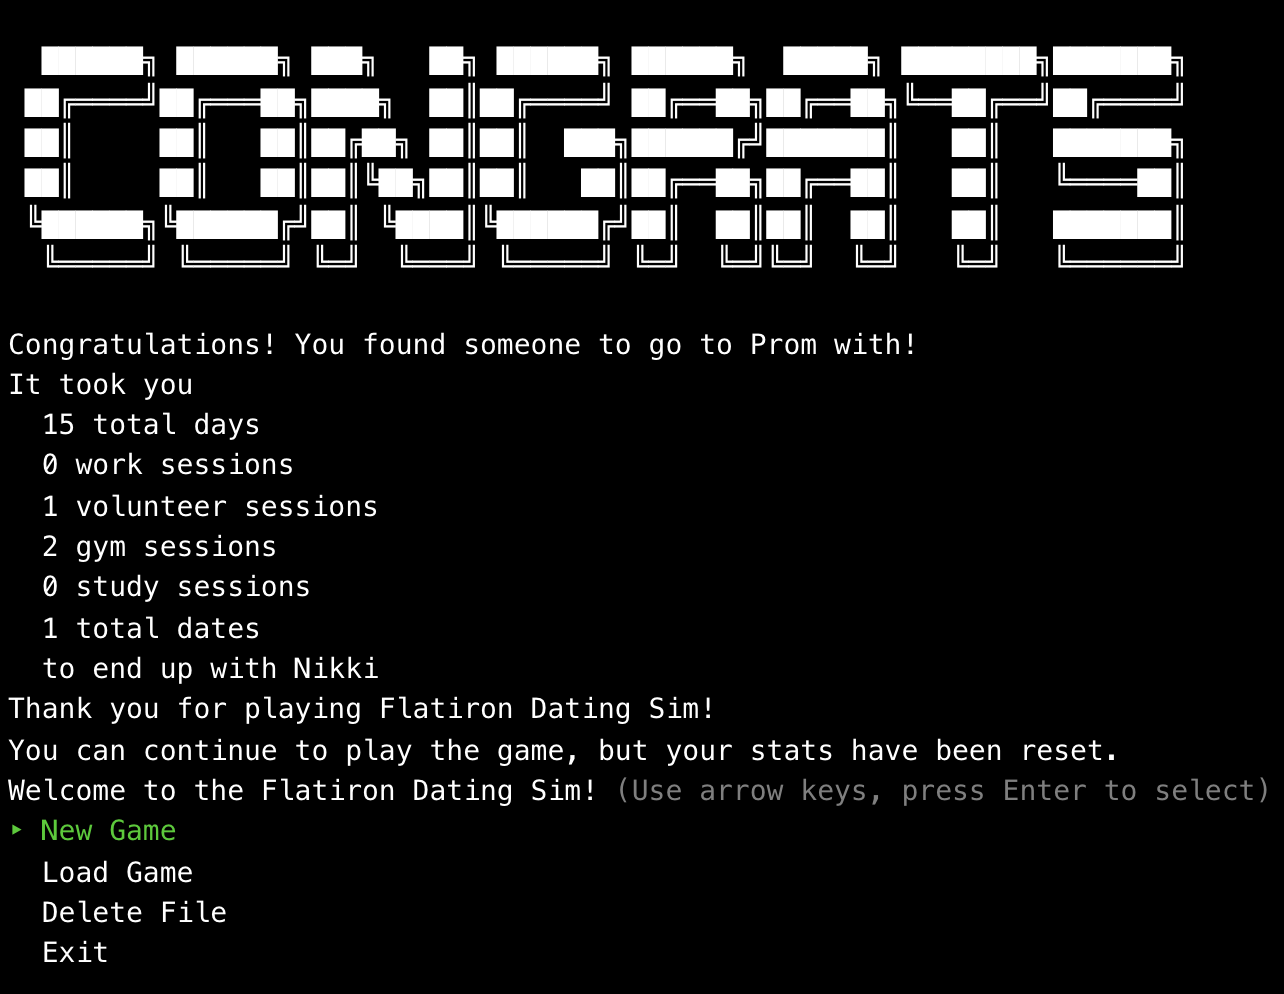 CONGRATS
Congratulations! You found someone to go to Prom with!
It took you
15 total days
0 work sessions
1 volunteer sessions
2 gym sessions
0 study sessions
1 total dates
to end up with Nikki
Thank you for playing Flatiron Dating Sim!
You can continue to play the game, but your stats have been reset.
Welcome to the Flatiron Dating Sim! (Use arrow keys, press Enter to select)
‣ New Game
Load Game
Delete File
Exit